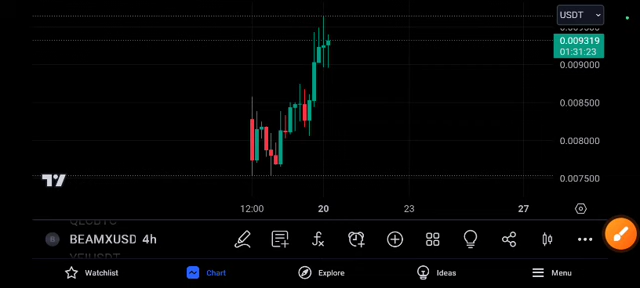 USDT
0.009319
01:31:23
0.009000
0.008500
0.008000
0.007500
12:00 20 23 27
B BEAMXUSD 4h
Watchlist Chart Explore Ideas Menu